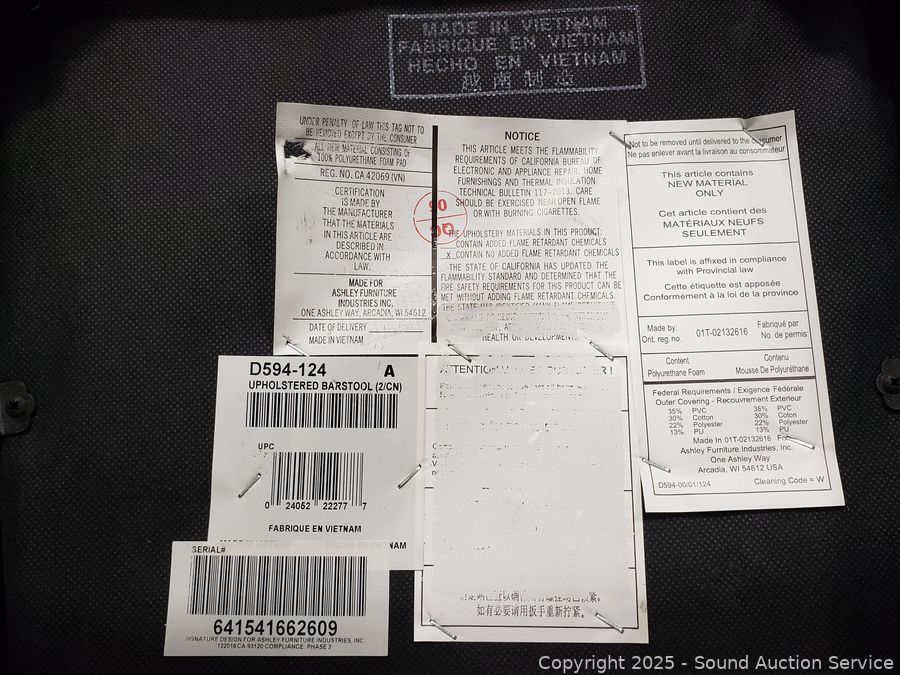 MADE IN VIETNAM
FABRIQUE EN VIETNAM
HECHO EN VIETNAM
越南制造
UNDER PENALTY OF LAW THIS TAG NOT TO
BE REMOVED EXCEPT BY THE CONSUMER
ALL NEW MATERIAL CONSISTING OF
100% POLYURETHANE FOAM PAD
REG. NO. CA 42069 (VN)
CERTIFICATION
IS MADE BY
THE MANUFACTURER
THAT THE MATERIALS
IN THIS ARTICLE ARE
DESCRIBED IN
ACCORDANCE WITH
LAW.
MADE FOR
ASHLEY FURNITURE
INDUSTRIES INC.
ONE ASHLEY WAY, ARCADIA, WI 54612
DATE OF DELIVERY
MADE IN VIETNAM
NOTICE
THIS ARTICLE MEETS THE FLAMMABILITY
REQUIREMENTS OF CALIFORNIA BUREAU OF
ELECTRONIC AND APPLIANCE REPAIR, HOME
FURNISHINGS AND THERMAL INSULATION
TECHNICAL BULLETIN 117-2013. CARE
SHOULD BE EXERCISED NEAR OPEN FLAME
OR WITH BURNING CIGARETTES.
THE UPHOLSTERY MATERIALS IN THIS PRODUCT:
CONTAIN ADDED FLAME RETARDANT CHEMICALS
X CONTAIN NO ADDED FLAME RETARDANT CHEMICALS
THE STATE OF CALIFORNIA HAS UPDATED THE
FLAMMABILITY STANDARD AND DETERMINED THAT THE
FIRE SAFETY REQUIREMENTS FOR THIS PRODUCT CAN BE
MET WITHOUT ADDING FLAME RETARDANT CHEMICALS.
THE STATE HAS IDENTIFIED MANY FLAME
HEALTH OR DEVELOPMENT.
90
QC
Not to be removed until delivered to the consumer
Ne pas enlever avant la livraison au consommateur
This article contains
NEW MATERIAL
ONLY
Cet article contient des
MATÉRIAUX NEUFS
SEULEMENT
This label is affixed in compliance
with Provincial law
Cette étiquette est apposée
Conformément à la loi de la province
Made by: 01T-02132616 Fabriqué par
Ont. reg. no. No. de permis:
Content Contenu
Polyurethane Foam Mousse De Polyuréthane
Federal Requirements / Exigence Fédérale
Outer Covering - Recouvrement Exterieur
35% PVC 35% PVC
30% Cotton 30% Coton
22% Polyester 22% Polyester
13% PU 13% PU
Made In 01T-02132616 For
Ashley Furniture Industries, Inc.
One Ashley Way
Arcadia, WI 54612 USA
D594-00/01/124 Cleaning Code = W
D594-124 A
UPHOLSTERED BARSTOOL (2/CN)
UPC
0 24052 22277 7
FABRIQUE EN VIETNAM
HECHO EN VIETNAM
ATTENTION
如有必要请用扳手重新拧紧。
SERIAL#
641541662609
SIGNATURE DESIGN FOR ASHLEY FURNITURE INDUSTRIES, INC
122016 CA 93120 COMPLIANCE PHASE 2
Copyright 2025 - Sound Auction Service